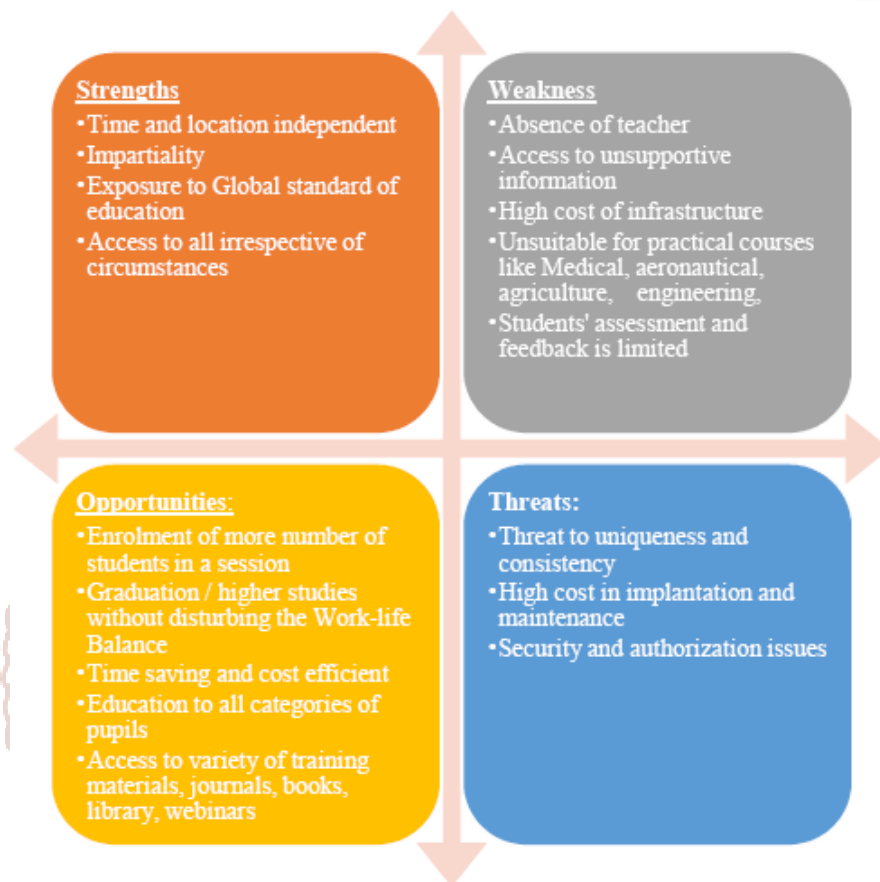 Strengths
•Time and location independent
•Impartiality
•Exposure to Global standard of
education
•Access to all irrespective of
circumstances
Weakness
•Absence of teacher
•Access to unsupportive
information
•High cost of infrastructure
•Unsuitable for practical courses
like Medical, aeronautical,
agriculture, engineering,
•Students' assessment and
feedback is limited
Opportunities:
•Enrolment of more number of
students in a session
•Graduation / higher studies
without disturbing the Work-life
Balance
•Time saving and cost efficient
•Education to all categories of
pupils
•Access to variety of training
materials, journals, books,
library, webinars
Threats:
•Threat to uniqueness and
consistency
•High cost in implantation and
maintenance
•Security and authorization issues